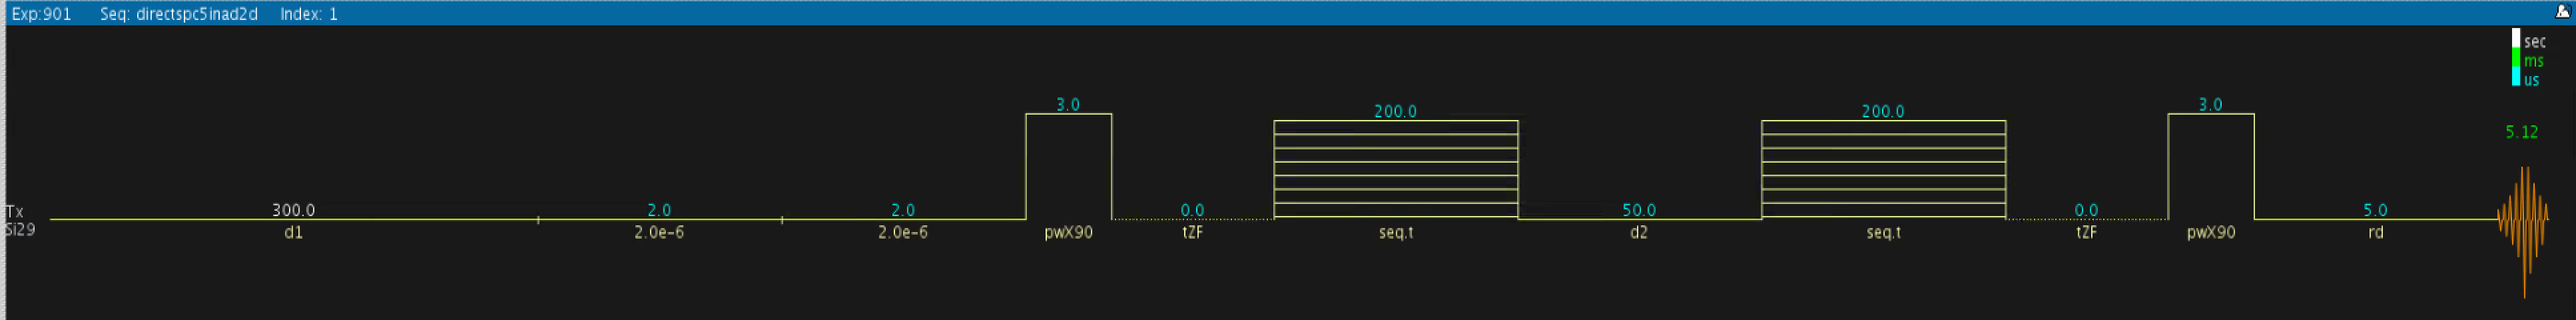 Exp:901 Seq: directspc5inad2d Index: 1
sec
ms
us
3.0 200.0 200.0 3.0
5.12
Tx 300.0 2.0 2.0 0.0 50.0 0.0 5.0
Si29 d1 2.0e-6 2.0e-6 pwX90 tZF seq.t d2 seq.t tZF pwX90 rd